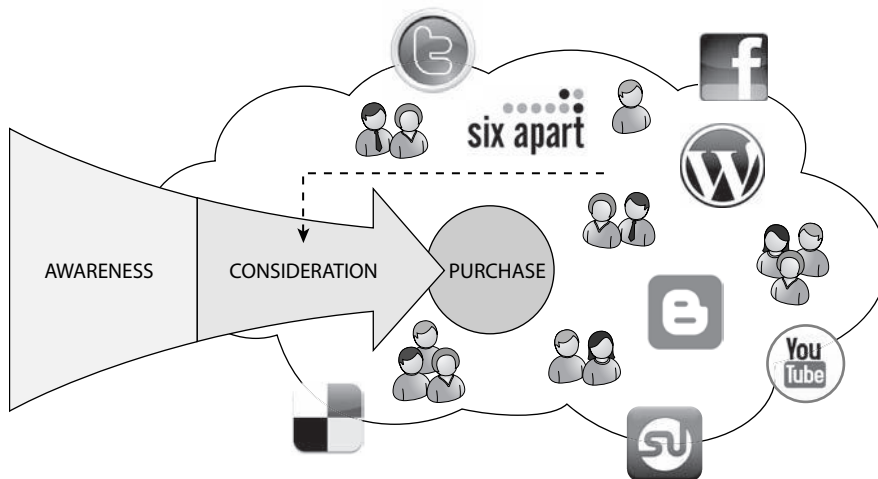 six apart
AWARENESS
CONSIDERATION
PURCHASE
You
Tube